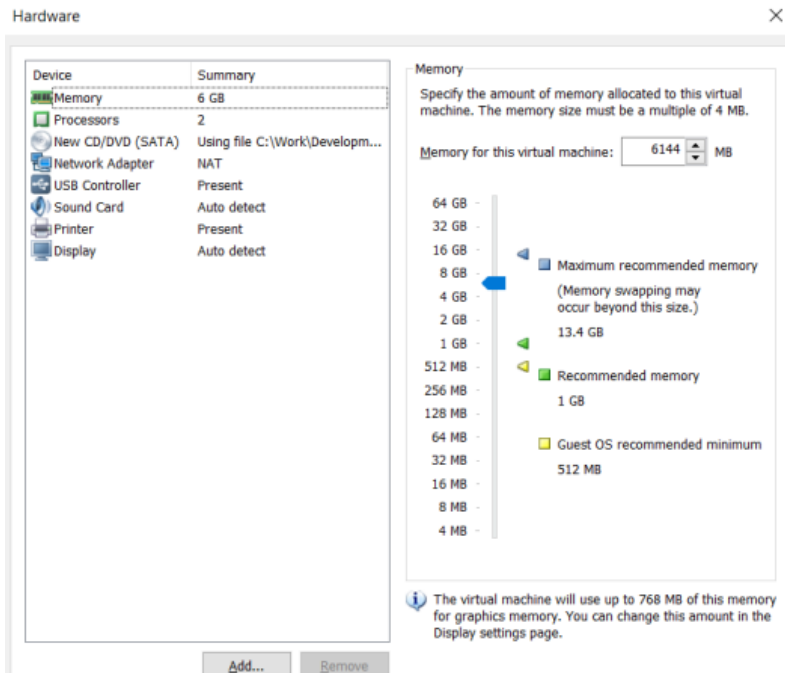 Hardware
Device Summary
Memory 6 GB
Processors 2
New CD/DVD (SATA) Using file C:\Work\Developm...
Network Adapter NAT
USB Controller Present
Sound Card Auto detect
Printer Present
Display Auto detect
Add... Remove
Memory
Specify the amount of memory allocated to this virtual
machine. The memory size must be a multiple of 4 MB.
Memory for this virtual machine: 6144 MB
64 GB
32 GB
16 GB
8 GB
4 GB
2 GB
1 GB
512 MB
256 MB
128 MB
64 MB
32 MB
16 MB
8 MB
4 MB
Maximum recommended memory
(Memory swapping may
occur beyond this size.)
13.4 GB
Recommended memory
1 GB
Guest OS recommended minimum
512 MB
The virtual machine will use up to 768 MB of this memory
for graphics memory. You can change this amount in the
Display settings page.